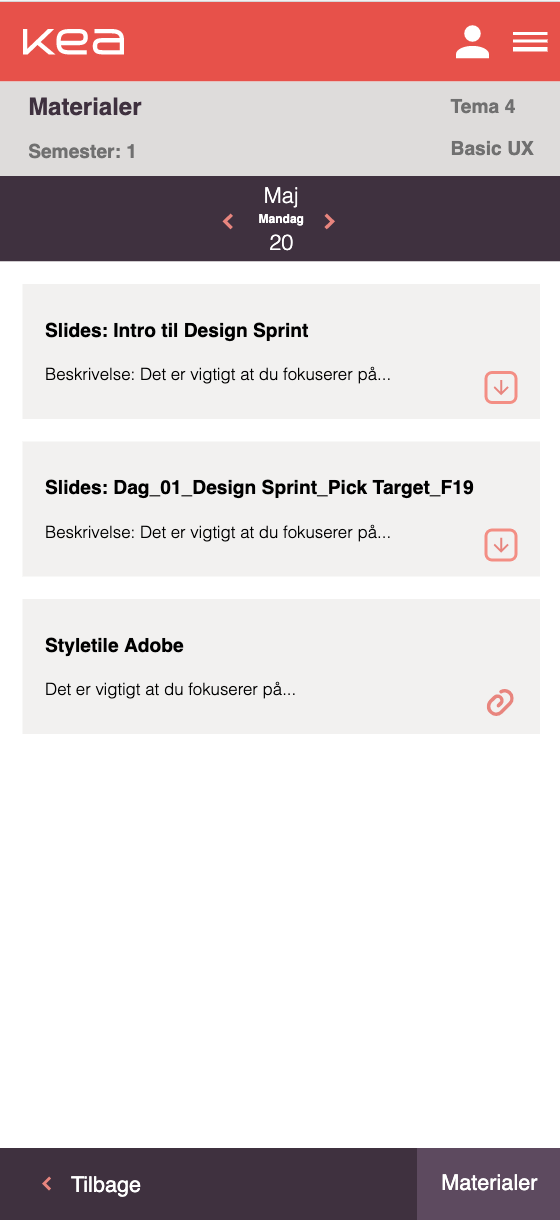 kea
Materialer
Tema 4
Semester: 1
Basic UX
Maj
Mandag
20
Slides: Intro til Design Sprint
Beskrivelse: Det er vigtigt at du fokuserer på...
Slides: Dag_01_Design Sprint_Pick Target_F19
Beskrivelse: Det er vigtigt at du fokuserer på...
Styletile Adobe
Det er vigtigt at du fokuserer på...
Tilbage
Materialer